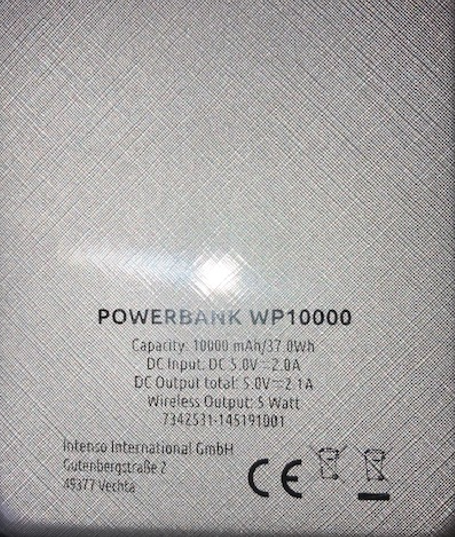 POWERBANK WP10000
Capacity: 10000 mAh/37.0Wh
DC Input: DC 5.0V⎓2.0A
DC Output total: 5.0V⎓2.1A
Wireless Output: 5 Watt
7342531-145191001
Intenso International GmbH
Gutenbergstraße 2
49377 Vechta
CE